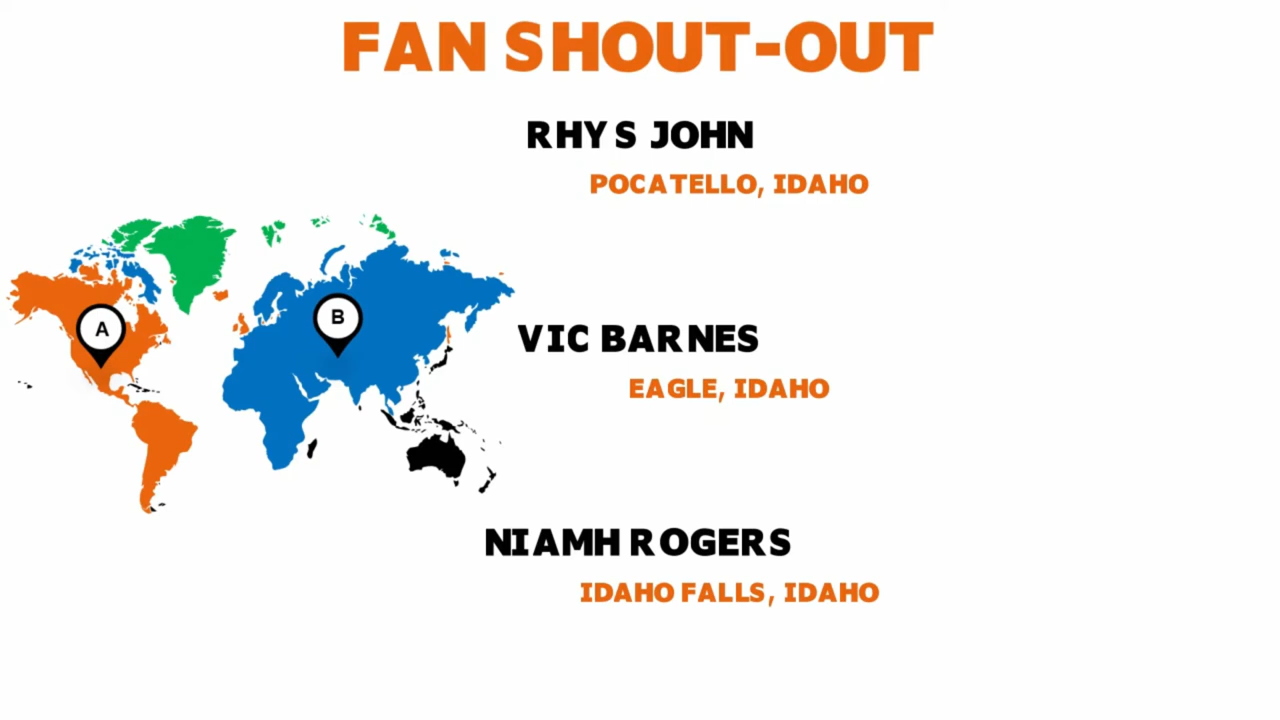 FAN SHOUT-OUT
RHYS JOHN
POCATELLO, IDAHO
A
B
VIC BARNES
EAGLE, IDAHO
NIAMH ROGERS
IDAHO FALLS, IDAHO